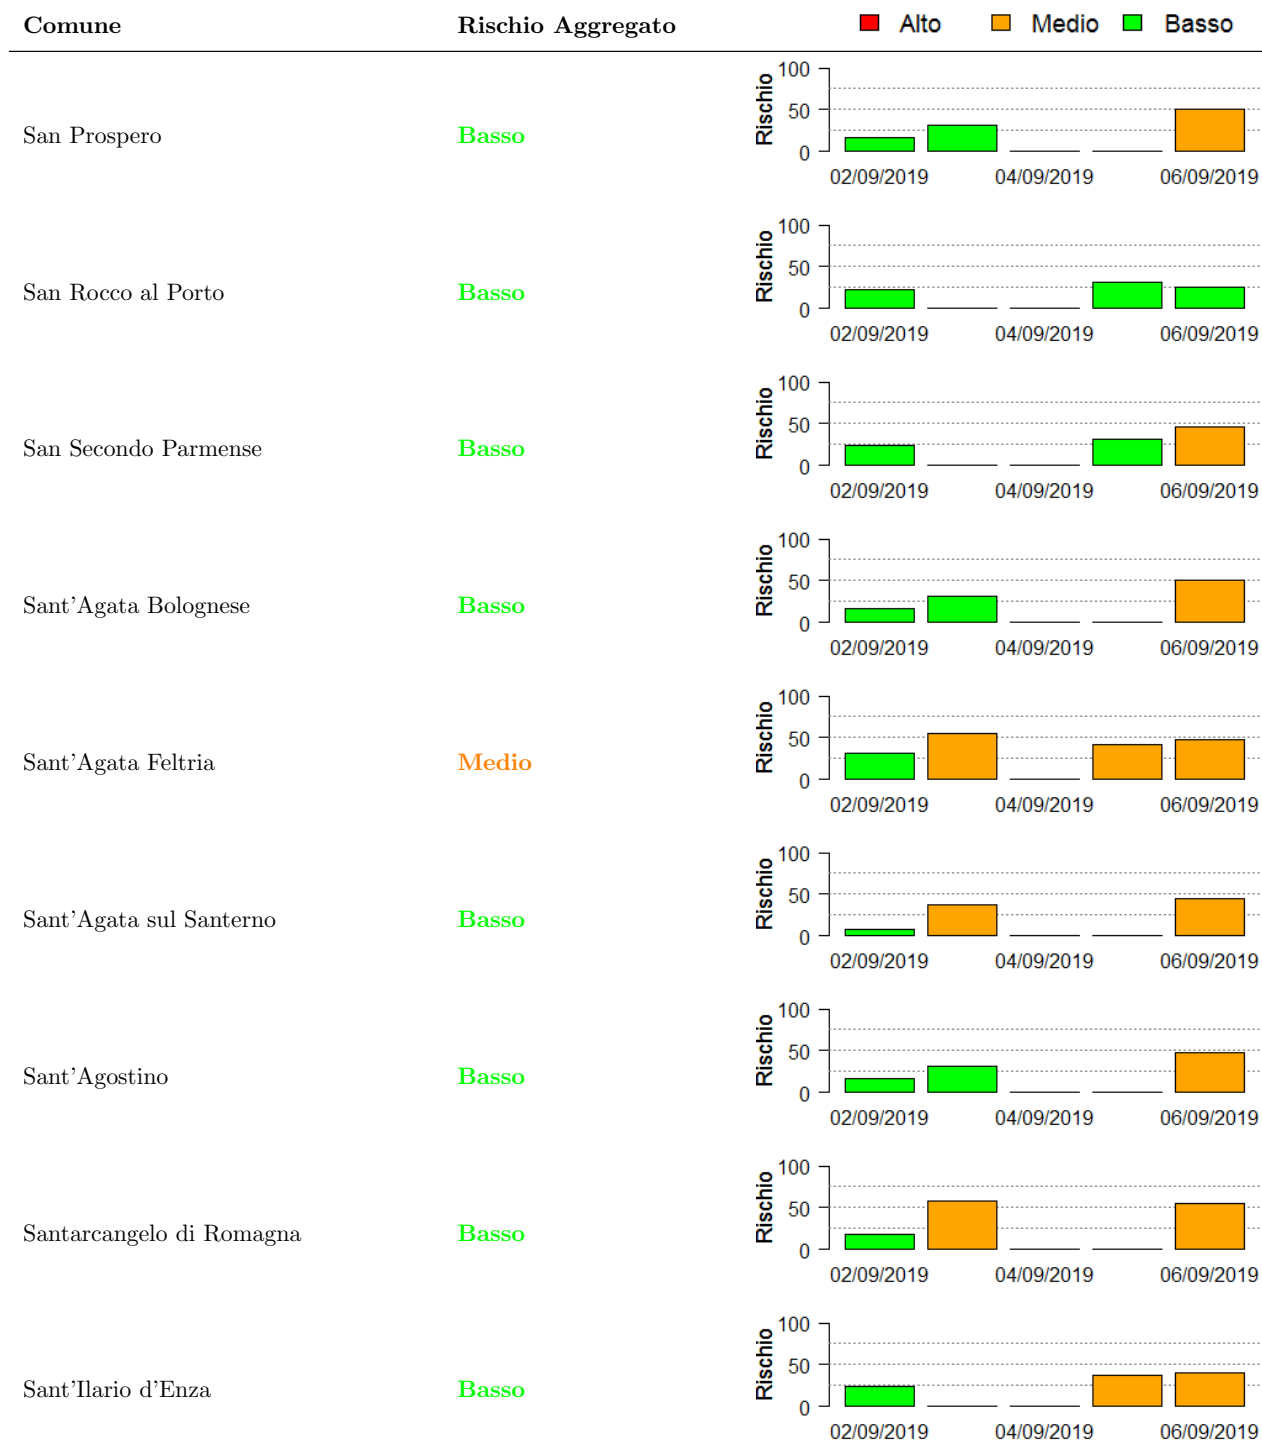 Comune Rischio Aggregato Alto Medio Basso
San Prospero Basso Rischio 100 50 0
02/09/2019 04/09/2019 06/09/2019
San Rocco al Porto Basso Rischio 100 50 0
02/09/2019 04/09/2019 06/09/2019
San Secondo Parmense Basso Rischio 100 50 0
02/09/2019 04/09/2019 06/09/2019
Sant'Agata Bolognese Basso Rischio 100 50 0
02/09/2019 04/09/2019 06/09/2019
Sant'Agata Feltria Medio Rischio 100 50 0
02/09/2019 04/09/2019 06/09/2019
Sant'Agata sul Santerno Basso Rischio 100 50 0
02/09/2019 04/09/2019 06/09/2019
Sant'Agostino Basso Rischio 100 50 0
02/09/2019 04/09/2019 06/09/2019
Santarcangelo di Romagna Basso Rischio 100 50 0
02/09/2019 04/09/2019 06/09/2019
Sant'Ilario d'Enza Basso Rischio 100 50 0
02/09/2019 04/09/2019 06/09/2019